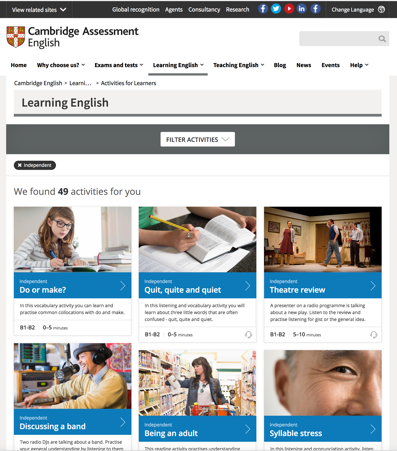 View related sites
Global recognition Agents Consultancy Research
Change Language
Cambridge Assessment
English
Home Why choose us? Exams and tests Learning English Teaching English Blog News Events Help
Cambridge English > Learni... > Activities for Learners
Learning English
FILTER ACTIVITIES
Independent
We found 49 activities for you
Independent
Do or make?
In this vocabulary activity you can learn and
practise common collocations with do and make.
B1-B2 0–5 minutes
Independent
Quit, quite and quiet
In this listening and vocabulary activity you will
learn about three little words that are often
confused - quit, quite and quiet.
B1-B2 0–5 minutes
Independent
Theatre review
A presenter on a radio programme is talking
about a new play. Listen to the review and
practise listening for gist or the general idea.
B1-B2 5–10 minutes
Independent
Discussing a band
Two radio DJs are talking about a band. Practise
your general understanding by listening to them
Independent
Being an adult
This reading activity practises understanding
Independent
Syllable stress
In this listening and pronunciation activity, listen